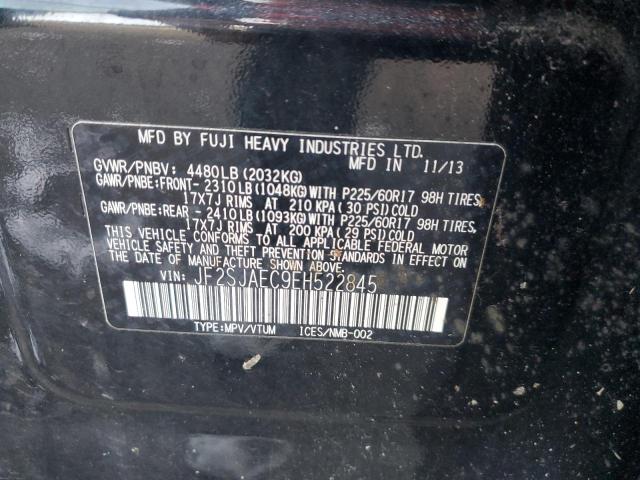 MFD BY FUJI HEAVY INDUSTRIES LTD.
GVWR/PNBV: 4480LB(2032KG) MFD IN 11/13
GAWR/PNBE:FRONT- 2310LB(1048KG)WITH P225/60R17 98H TIRES,
17X7J RIMS AT 210 KPA(30 PSI)COLD
GAWR/PNBE:REAR - 2410LB(1093KG)WITH P225/60R17 98H TIRES,
17X7J RIMS AT 200 KPA(29 PSI)COLD
THIS VEHICLE CONFORMS TO ALL APPLICABLE FEDERAL MOTOR
VEHICLE SAFETY AND THEFT PREVENTION STANDARDS IN EFFECT ON
THE DATE OF MANUFACTURE SHOWN ABOVE.
VIN: JF2SJAEC9EH522845
TYPE:MPV/VTUM ICES/NMB-002